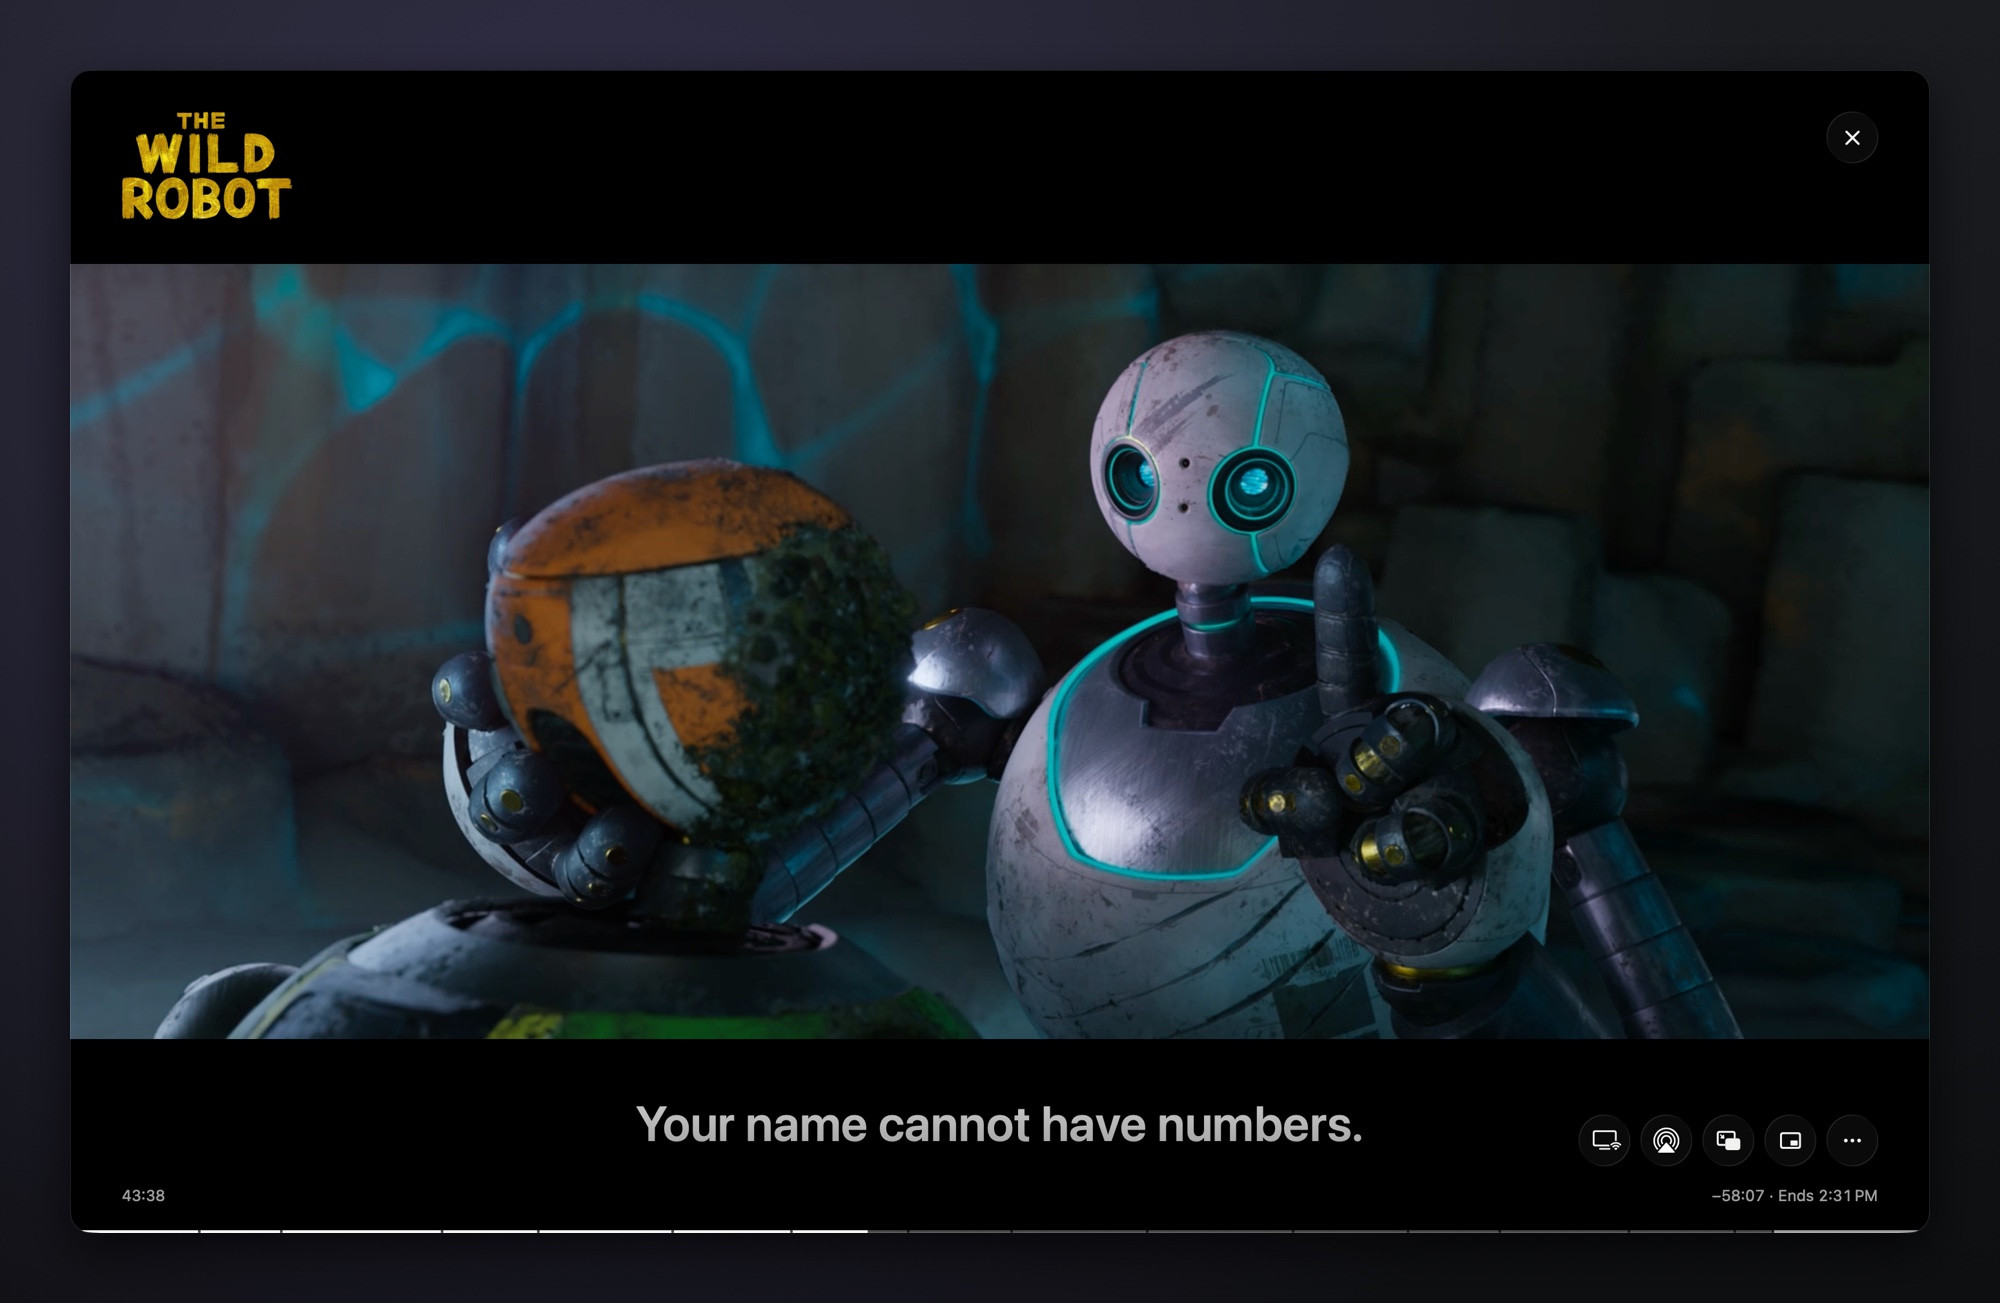 THE
WILD
ROBOT
Your name cannot have numbers.
43:38
−58:07 · Ends 2:31 PM